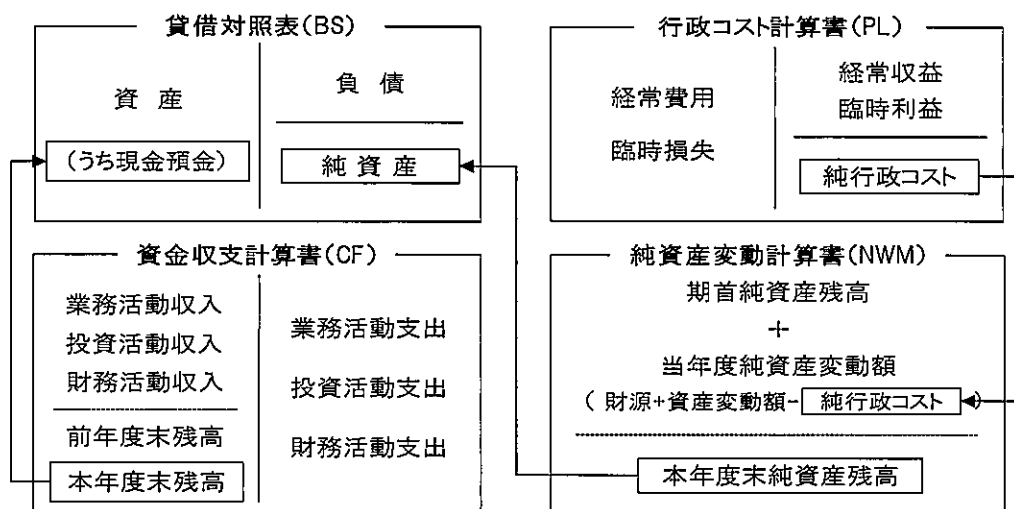 貸借対照表(BS)
資 産
(うち現金預金)
負 債
純 資 産
行政コスト計算書(PL)
経常費用
臨時損失
経常収益
臨時利益
純行政コスト
資金収支計算書(CF)
業務活動収入
投資活動収入
財務活動収入
前年度末残高
本年度末残高
業務活動支出
投資活動支出
財務活動支出
純資産変動計算書(NWM)
期首純資産残高
+
当年度純資産変動額
( 財源+資産変動額- 純行政コスト )
本年度末純資産残高